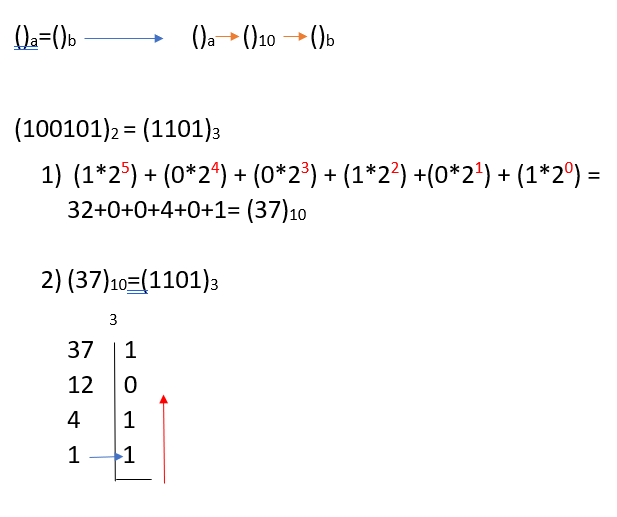 ()a=()b ()a ()10 ()b
(100101)2 = (1101)3
1) (1*2^5) + (0*2^4) + (0*2^3) + (1*2^2) +(0*2^1) + (1*2^0) =
32+0+0+4+0+1= (37)10
2) (37)10=(1101)3
3
37 1
12 0
4 1
1 1